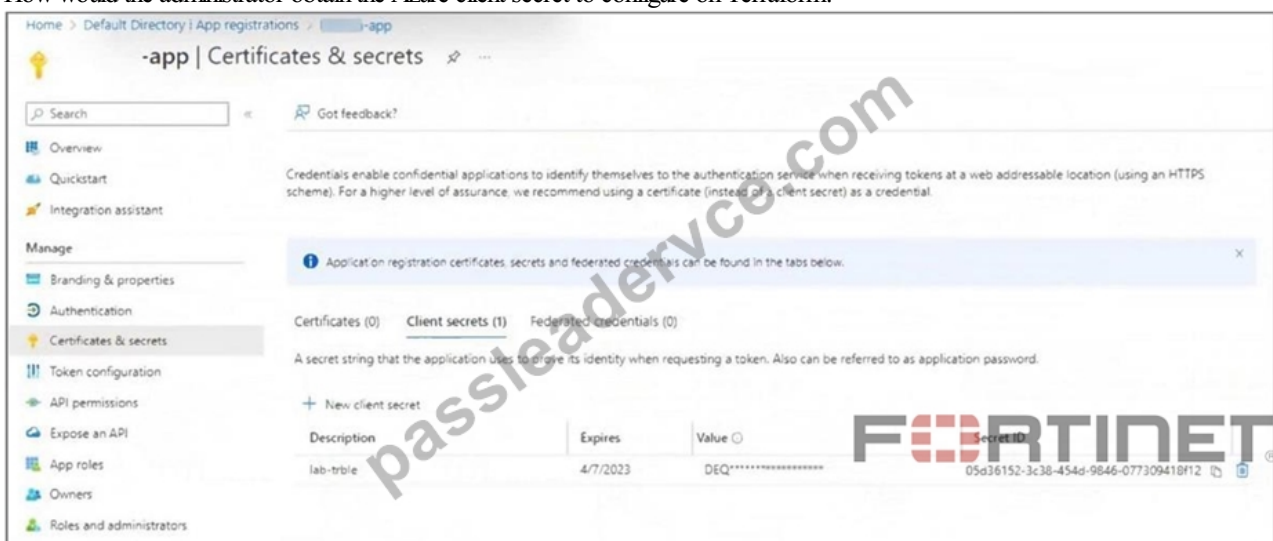 How would the administrator obtain the Azure client secret to configure on Terraform?
Home > Default Directory | App registrations > -app
-app | Certificates & secrets ···
Search «
Got feedback?
Overview
Quickstart
Integration assistant
Credentials enable confidential applications to identify themselves to the authentication service when receiving tokens at a web addressable location (using an HTTPS
scheme). For a higher level of assurance, we recommend using a certificate (instead of a client secret) as a credential.
Manage
Branding & properties
Authentication
Certificates & secrets
Token configuration
API permissions
Expose an API
App roles
Owners
Roles and administrators
Application registration certificates, secrets and federated credentials can be found in the tabs below. ×
Certificates (0) Client secrets (1) Federated credentials (0)
A secret string that the application uses to prove its identity when requesting a token. Also can be referred to as application password.
+ New client secret
Description Expires Value Secret ID
lab-trble 4/7/2023 DEQ****************** 05d36152-3c38-454d-9846-077309418f12
passleadervce.com
FORTINET®